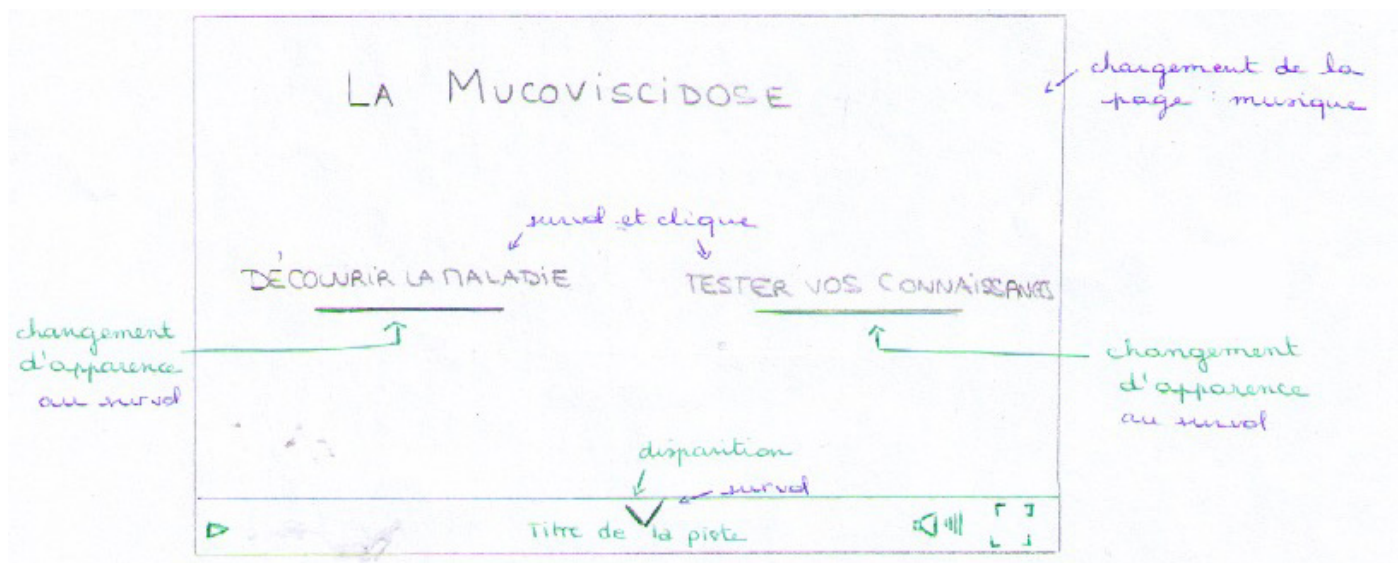 LA MUCOVISCIDOSE
chargement de la
page : musique
survol et clique
DÉCOUVRIR LA MALADIE
TESTER VOS CONNAISSANCES
changement
d'apparence
au survol
changement
d'apparence
au survol
disparition
survol
Titre de la piste